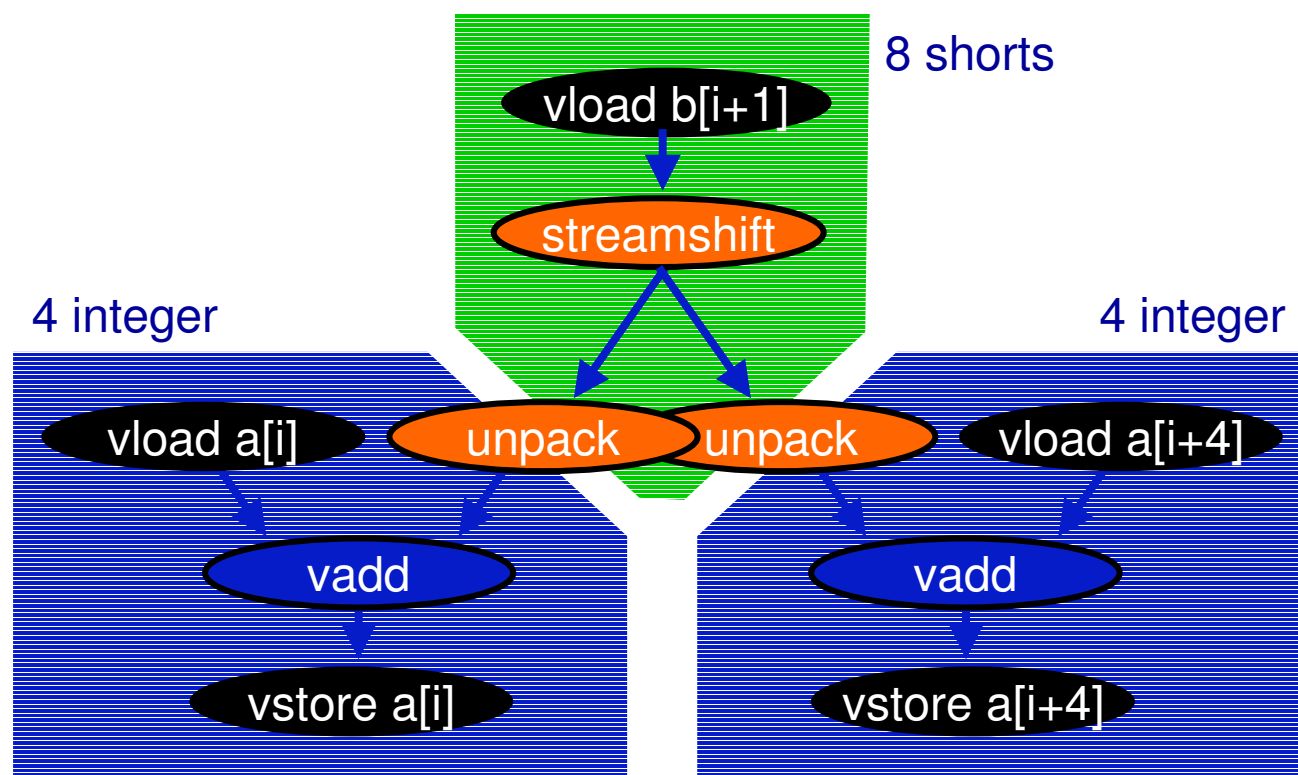 8 shorts
vload b[i+1]
streamshift
4 integer
4 integer
vload a[i]
unpack
unpack
vload a[i+4]
vadd
vadd
vstore a[i]
vstore a[i+4]